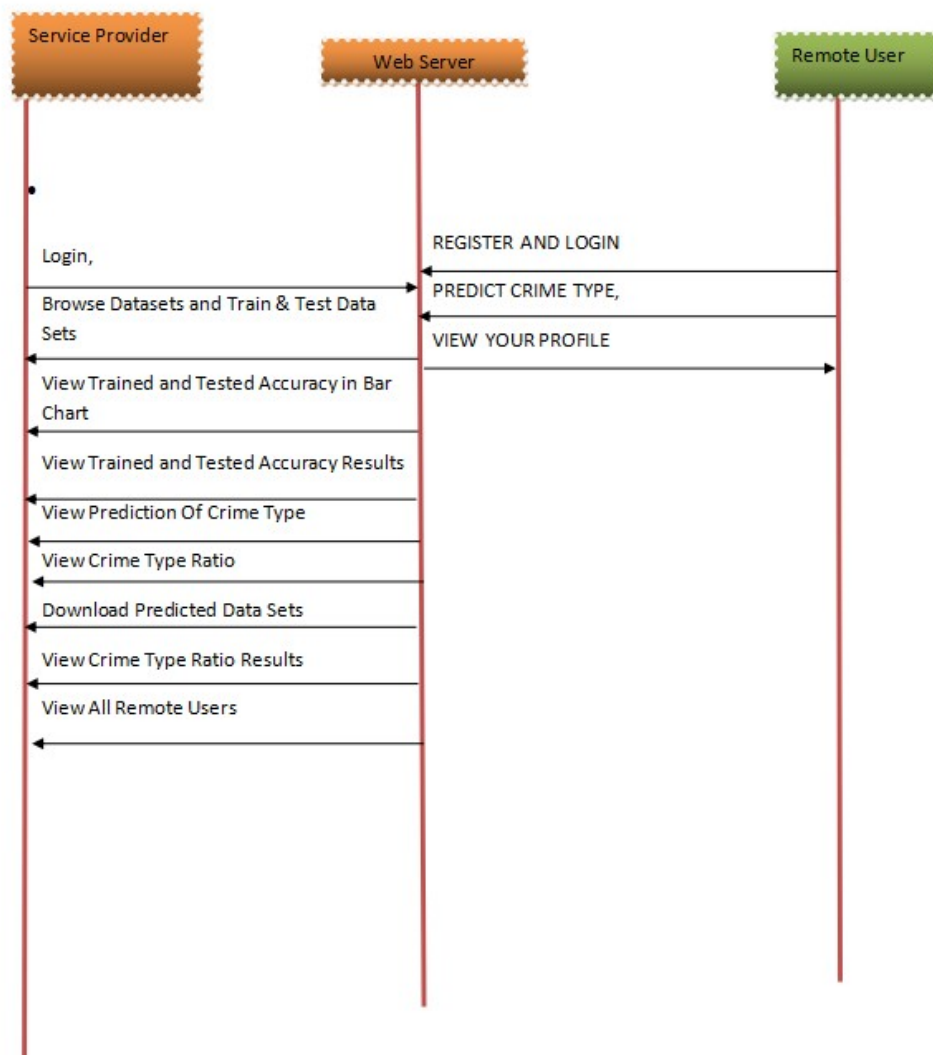 Service Provider
Web Server
Remote User
REGISTER AND LOGIN
Login,
PREDICT CRIME TYPE,
Browse Datasets and Train & Test Data
Sets
VIEW YOUR PROFILE
View Trained and Tested Accuracy in Bar
Chart
View Trained and Tested Accuracy Results
View Prediction Of Crime Type
View Crime Type Ratio
Download Predicted Data Sets
View Crime Type Ratio Results
View All Remote Users